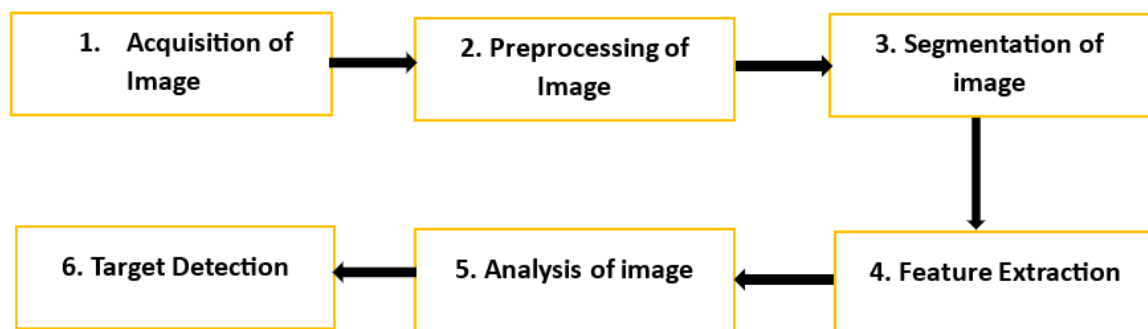 1. Acquisition of
Image
2. Preprocessing of
Image
3. Segmentation of
image
4. Feature Extraction
5. Analysis of image
6. Target Detection